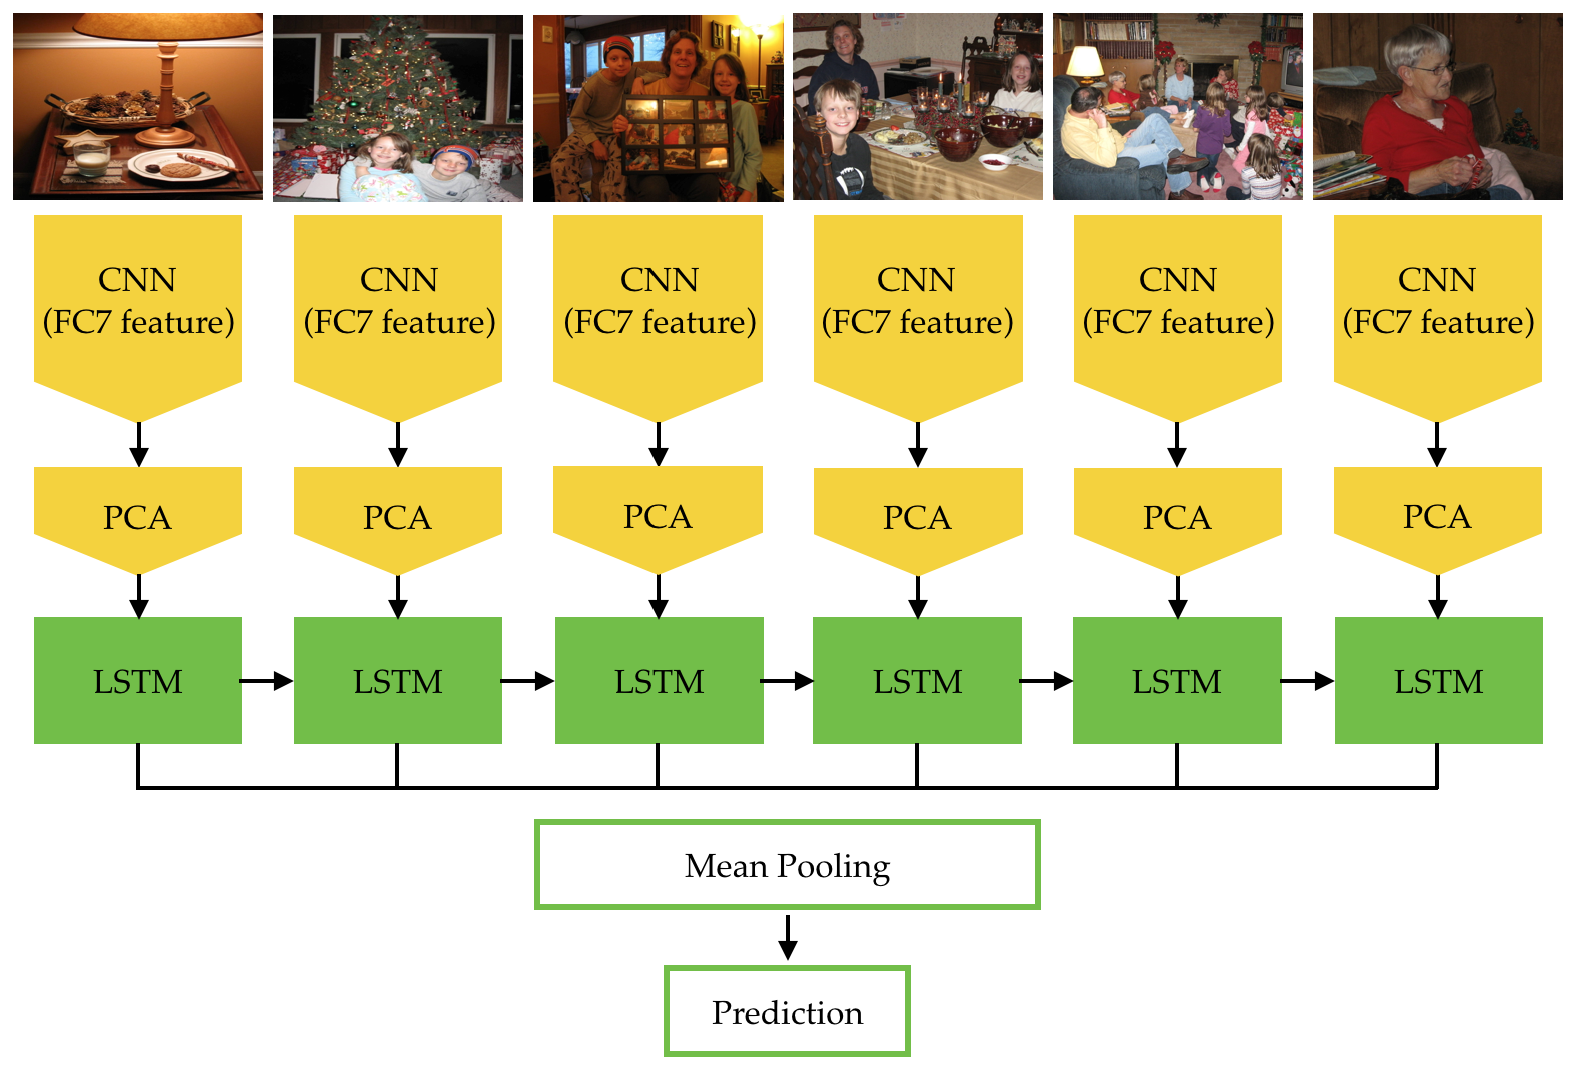 CNN
(FC7 feature)
CNN
(FC7 feature)
CNN
(FC7 feature)
CNN
(FC7 feature)
CNN
(FC7 feature)
CNN
(FC7 feature)
PCA
PCA
PCA
PCA
PCA
PCA
LSTM
LSTM
LSTM
LSTM
LSTM
LSTM
Mean Pooling
Prediction